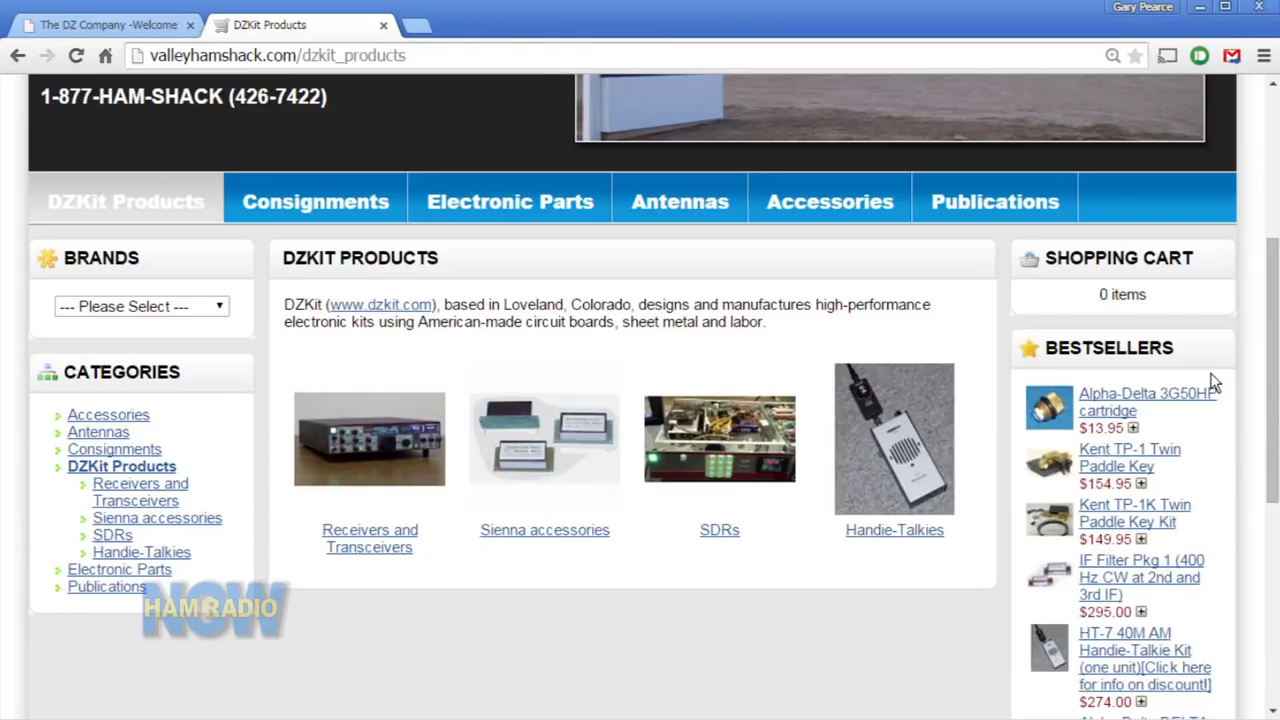 Gary Pearce
The DZ Company -Welcome
DZKit Products
valleyhamshack.com/dzkit_products
1-877-HAM-SHACK (426-7422)
DZKit Products
Consignments
Electronic Parts
Antennas
Accessories
Publications
BRANDS
--- Please Select ---
CATEGORIES
Accessories
Antennas
Consignments
DZKit Products
Receivers and
Transceivers
Sienna accessories
SDRs
Handie-Talkies
Electronic Parts
Publications
HAM RADIO
NOW
DZKIT PRODUCTS
DZKit (www.dzkit.com), based in Loveland, Colorado, designs and manufactures high-performance
electronic kits using American-made circuit boards, sheet metal and labor.
Receivers and
Transceivers
Sienna accessories
SDRs
Handie-Talkies
SHOPPING CART
0 items
BESTSELLERS
Alpha-Delta 3G50HP
cartridge
$13.95
Kent TP-1 Twin
Paddle Key
$154.95
Kent TP-1K Twin
Paddle Key Kit
$149.95
IF Filter Pkg 1 (400
Hz CW at 2nd and
3rd IF)
$295.00
HT-7 40M AM
Handie-Talkie Kit
(one unit)[Click here
for info on discount!]
$274.00